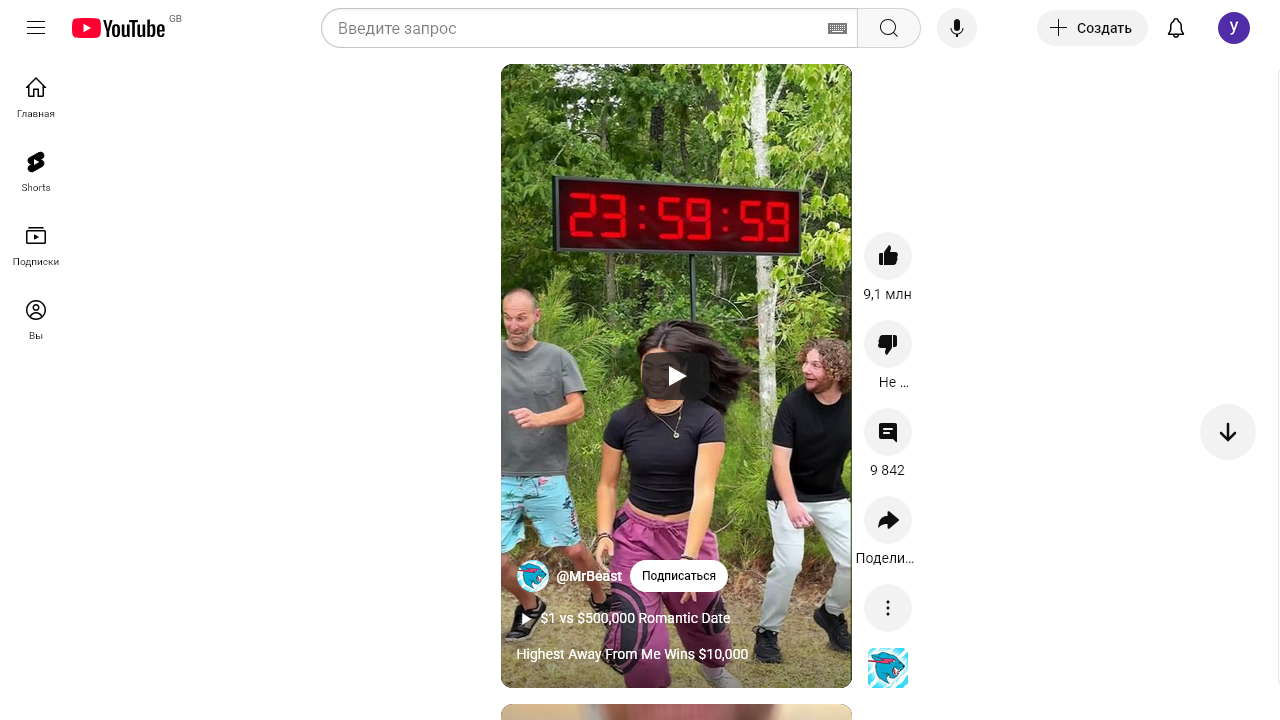 YouTube
GB
Введите запрос
Создать
У
Главная
Shorts
Подписки
Вы
23:59:59
9,1 млн
Не ...
9 842
Подели...
@MrBeast
Подписаться
$1 vs $500,000 Romantic Date
Highest Away From Me Wins $10,000